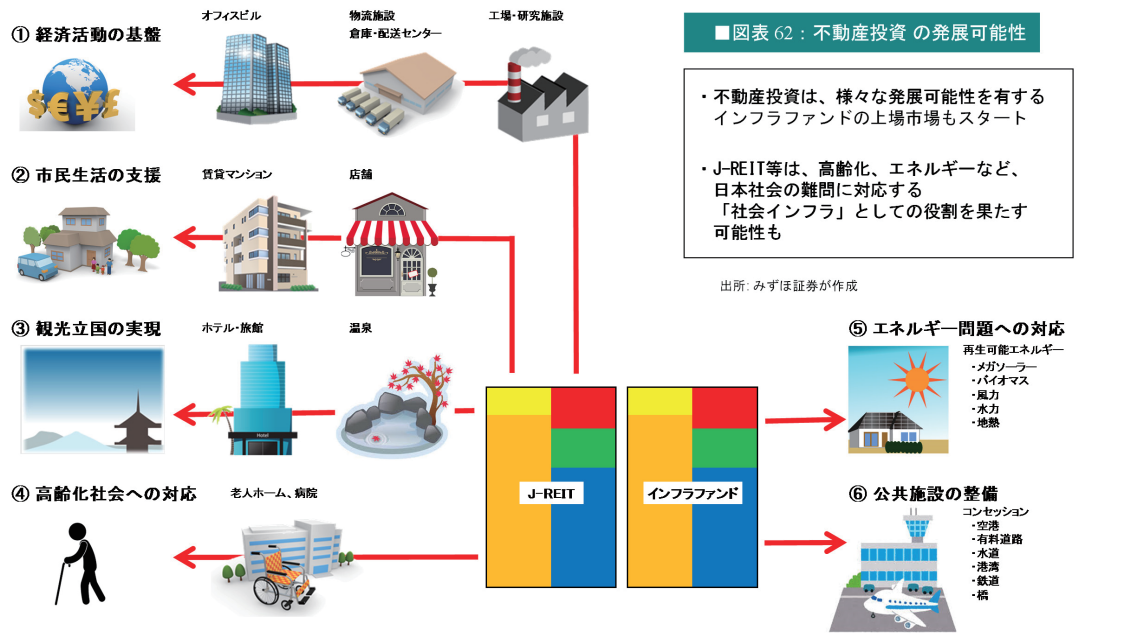 ① 経済活動の基盤
オフィスビル
物流施設
倉庫・配送センター
工場・研究施設
■図表 62：不動産投資 の発展可能性
・不動産投資は、様々な発展可能性を有する
インフラファンドの上場市場もスタート
・J-REIT等は、高齢化、エネルギーなど、
日本社会の難問に対応する
「社会インフラ」としての役割を果たす
可能性も
出所: みずほ証券が作成
② 市民生活の支援
賃貸マンション
店舗
③ 観光立国の実現
ホテル・旅館
温泉
Hotel
④ 高齢化社会への対応
老人ホーム、病院
J-REIT
インフラファンド
⑤ エネルギー問題への対応
再生可能エネルギー
・メガソーラー
・バイオマス
・風力
・水力
・地熱
⑥ 公共施設の整備
コンセッション
・空港
・有料道路
・水道
・港湾
・鉄道
・橋